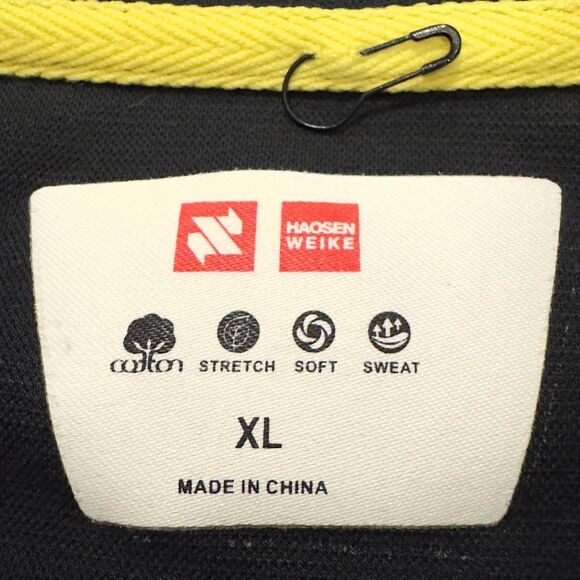 HAOSEN
WEIKE
cotton STRETCH SOFT SWEAT
XL
MADE IN CHINA